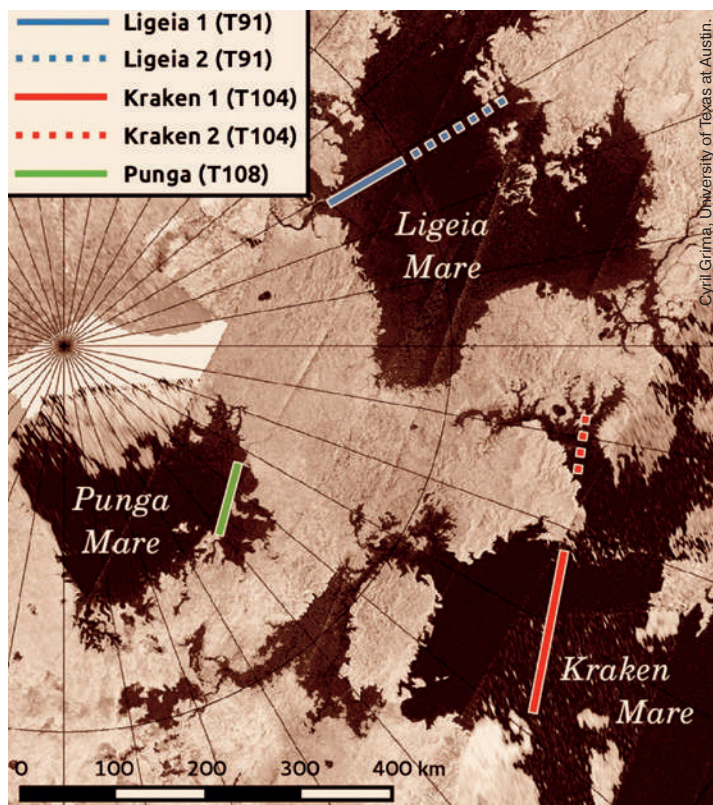 Ligeia 1 (T91)
Ligeia 2 (T91)
Kraken 1 (T104)
Kraken 2 (T104)
Punga (T108)
Cyril Grima, University of Texas at Austin.
Ligeia
Mare
Punga
Mare
Kraken
Mare
0 100 200 300 400 km